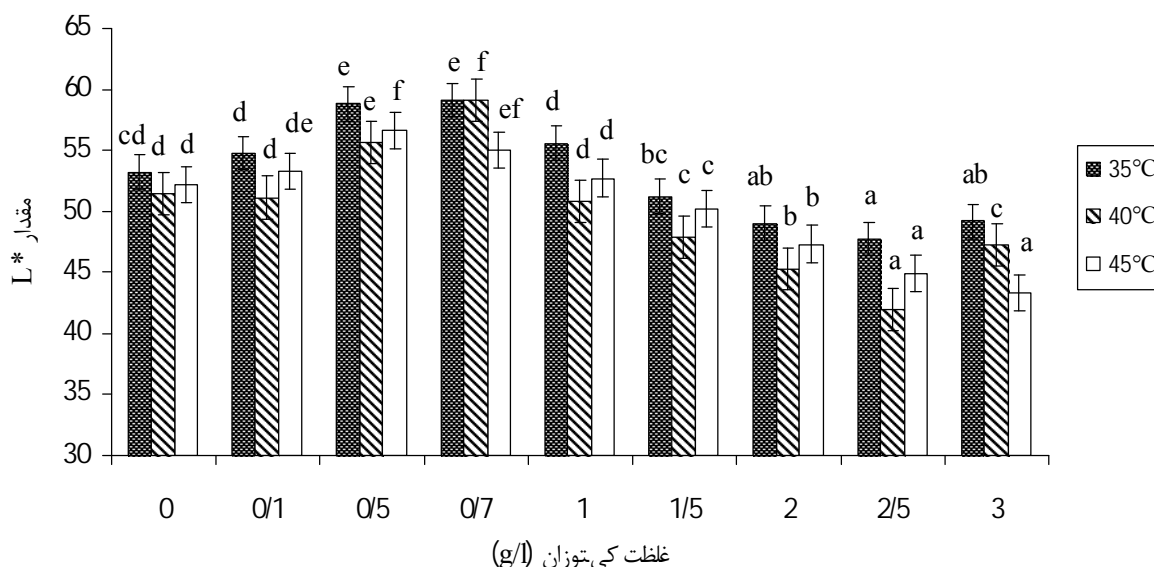 65
60
55
50
45
40
35
30
مقدار L*
cd d d
d d de
e e f
e f ef
d d d
bc c c
ab b b
a a a
ab c a
0 0/1 0/5 0/7 1 1/5 2 2/5 3
غلظت کی‌توزان (g/l)
35°C
40°C
45°C